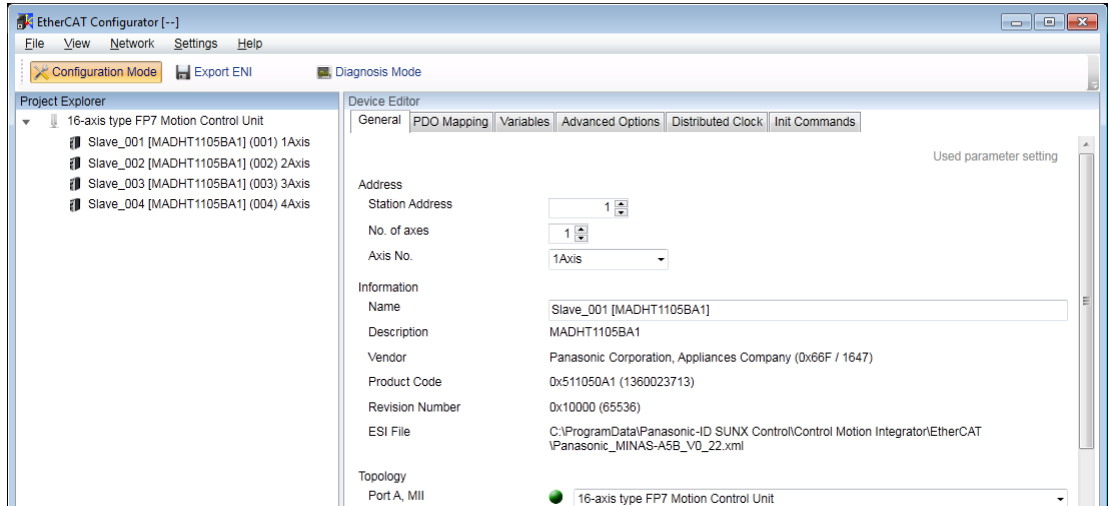 EtherCAT Configurator [--]
File View Network Settings Help
Configuration Mode Export ENI Diagnosis Mode
Project Explorer
16-axis type FP7 Motion Control Unit
Slave_001 [MADHT1105BA1] (001) 1Axis
Slave_002 [MADHT1105BA1] (002) 2Axis
Slave_003 [MADHT1105BA1] (003) 3Axis
Slave_004 [MADHT1105BA1] (004) 4Axis
Device Editor
General PDO Mapping Variables Advanced Options Distributed Clock Init Commands
Used parameter setting
Address
Station Address 1
No. of axes 1
Axis No. 1Axis
Information
Name Slave_001 [MADHT1105BA1]
Description MADHT1105BA1
Vendor Panasonic Corporation, Appliances Company (0x66F / 1647)
Product Code 0x511050A1 (1360023713)
Revision Number 0x10000 (65536)
ESI File C:\ProgramData\Panasonic-ID SUNX Control\Control Motion Integrator\EtherCAT
\Panasonic_MINAS-A5B_V0_22.xml
Topology
Port A, MII 16-axis type FP7 Motion Control Unit